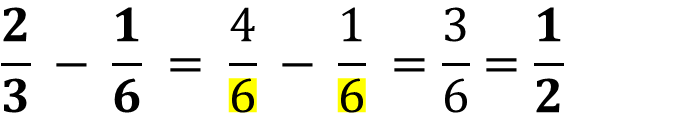 2/3 − 1/6 = 4/6 − 1/6 = 3/6 = 1/2